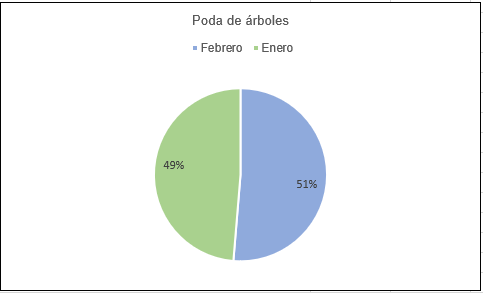 Poda de árboles
Febrero Enero
49%
51%